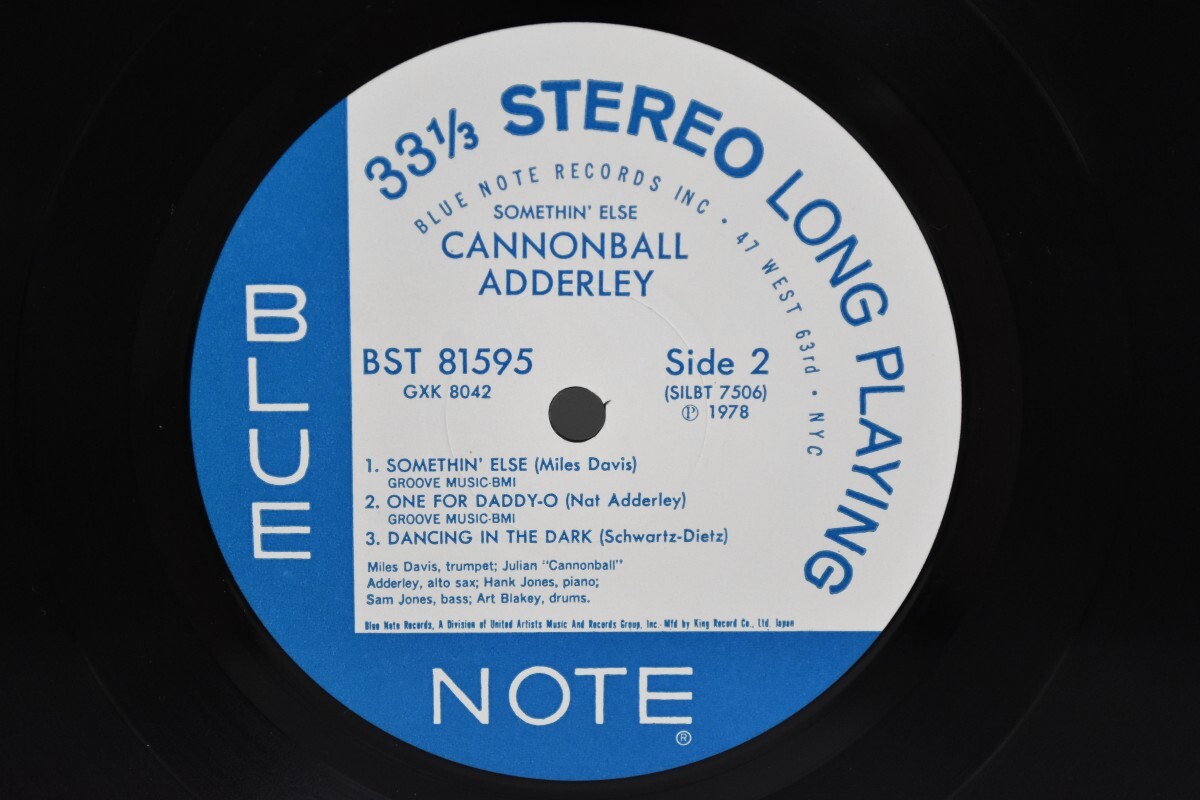 33⅓ STEREO LONG PLAYING
BLUE NOTE RECORDS INC • 47 WEST 63rd • NYC
SOMETHIN' ELSE
CANNONBALL
ADDERLEY
BST 81595
GXK 8042
Side 2
(SILBT 7506)
℗ 1978
1. SOMETHIN' ELSE (Miles Davis)
GROOVE MUSIC-BMI
2. ONE FOR DADDY-O (Nat Adderley)
GROOVE MUSIC-BMI
3. DANCING IN THE DARK (Schwartz-Dietz)
Miles Davis, trumpet; Julian "Cannonball"
Adderley, alto sax; Hank Jones, piano;
Sam Jones, bass; Art Blakey, drums.
Blue Note Records, A Division of United Artists Music And Records Group, Inc. Mfd by King Record Co., Ltd. Japan
BLUE
NOTE
®